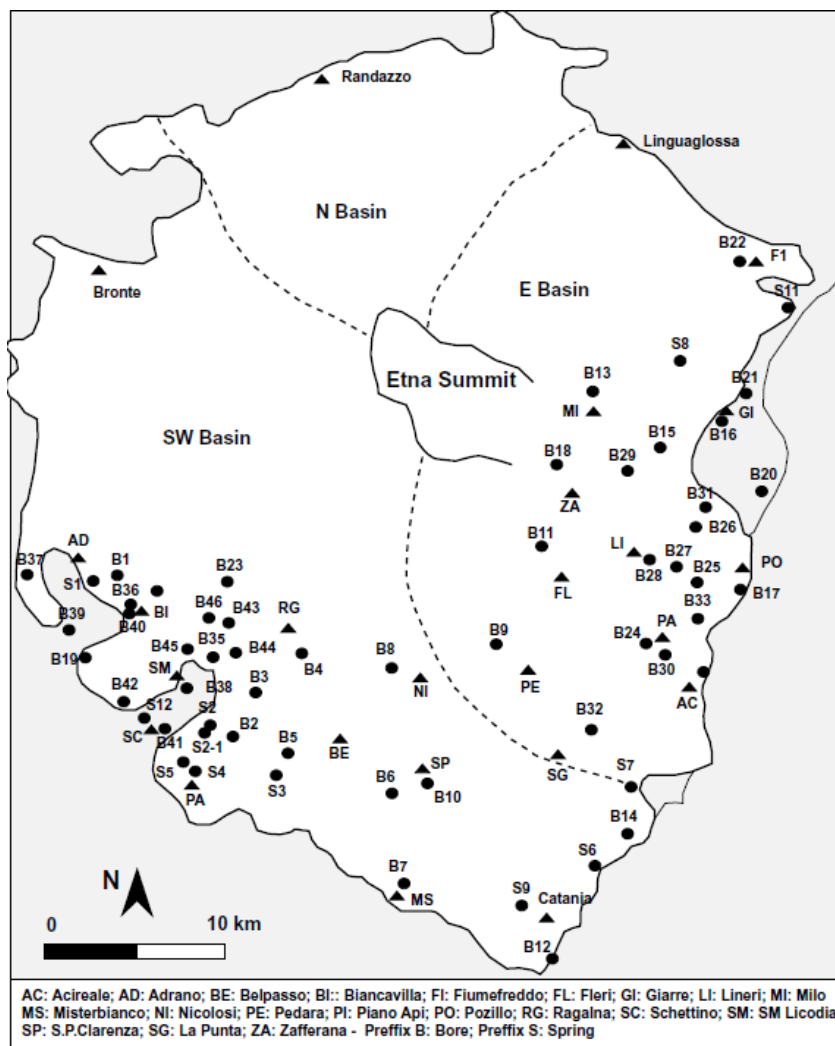 Randazzo
Linguaglossa
N Basin
B22
F1
Bronte
E Basin
S11
S8
Etna Summit
B13
B21
MI
GI
B16
SW Basin
B15
B18
B29
B20
ZA
B31
B26
AD
B11
LI
B37
B1
B23
B27
PO
S1
B28
B25
B36
FL
B17
BI
B46
B43
RG
B33
B39
B40
B24
PA
B45
B35
B44
B8
B9
B19
SM
B4
B30
B3
PE
B42
B38
NI
AC
S12
S2
B32
SC
B2
B41
S2-1
B5
BE
SP
SG
S7
S5
S4
S3
B6
B10
PA
B14
S6
B7
N
S9
MS
Catania
0
10 km
B12
AC: Acireale; AD: Adrano; BE: Belpasso; BI:: Biancavilla; FI: Fiumefreddo; FL: Fleri; GI: Giarre; LI: Lineri; MI: Milo
MS: Misterbianco; NI: Nicolosi; PE: Pedara; PI: Piano Api; PO: Pozillo; RG: Ragalna; SC: Schettino; SM: SM Licodia
SP: S.P.Clarenza; SG: La Punta; ZA: Zafferana - Preffix B: Bore; Preffix S: Spring